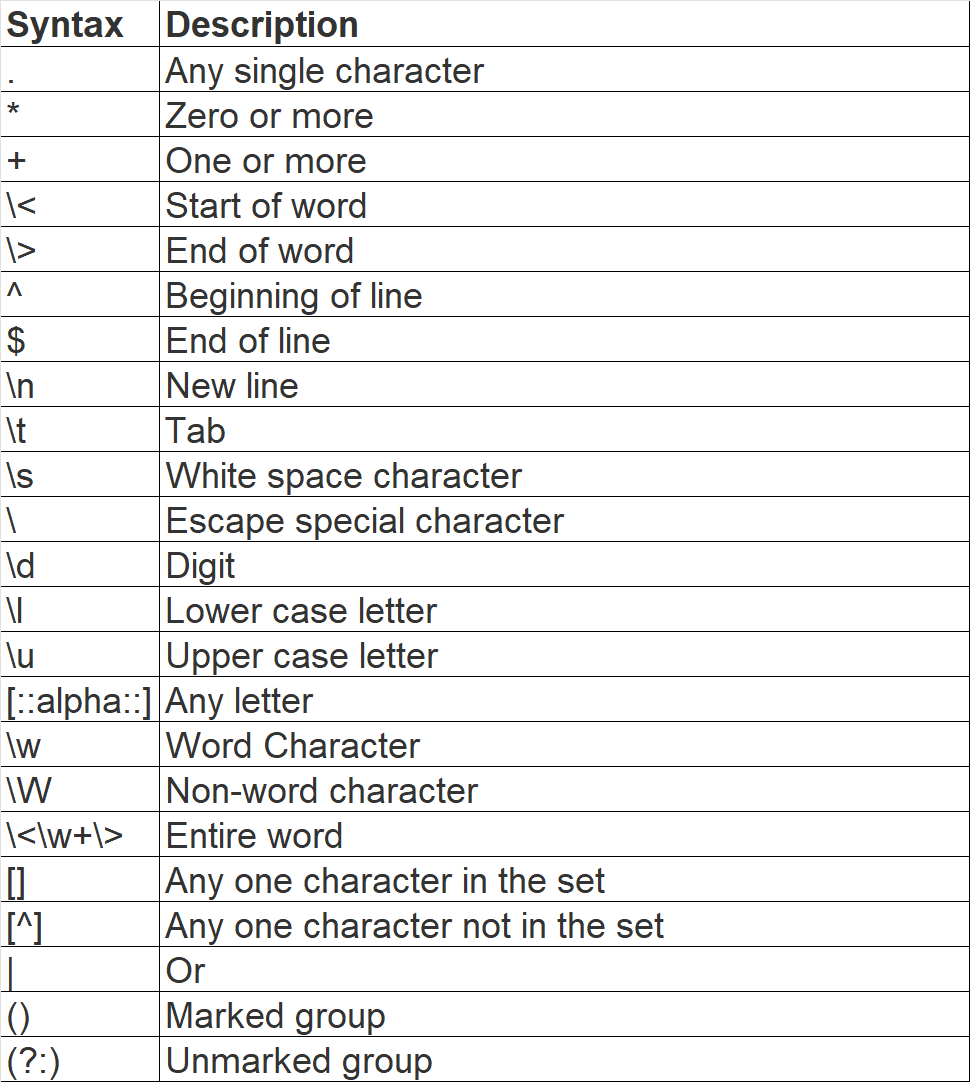 Syntax Description
. Any single character
* Zero or more
+ One or more
\< Start of word
\> End of word
^ Beginning of line
$ End of line
\n New line
\t Tab
\s White space character
\ Escape special character
\d Digit
\l Lower case letter
\u Upper case letter
[::alpha::] Any letter
\w Word Character
\W Non-word character
\<\w+\> Entire word
[] Any one character in the set
[^] Any one character not in the set
| Or
() Marked group
(?:) Unmarked group